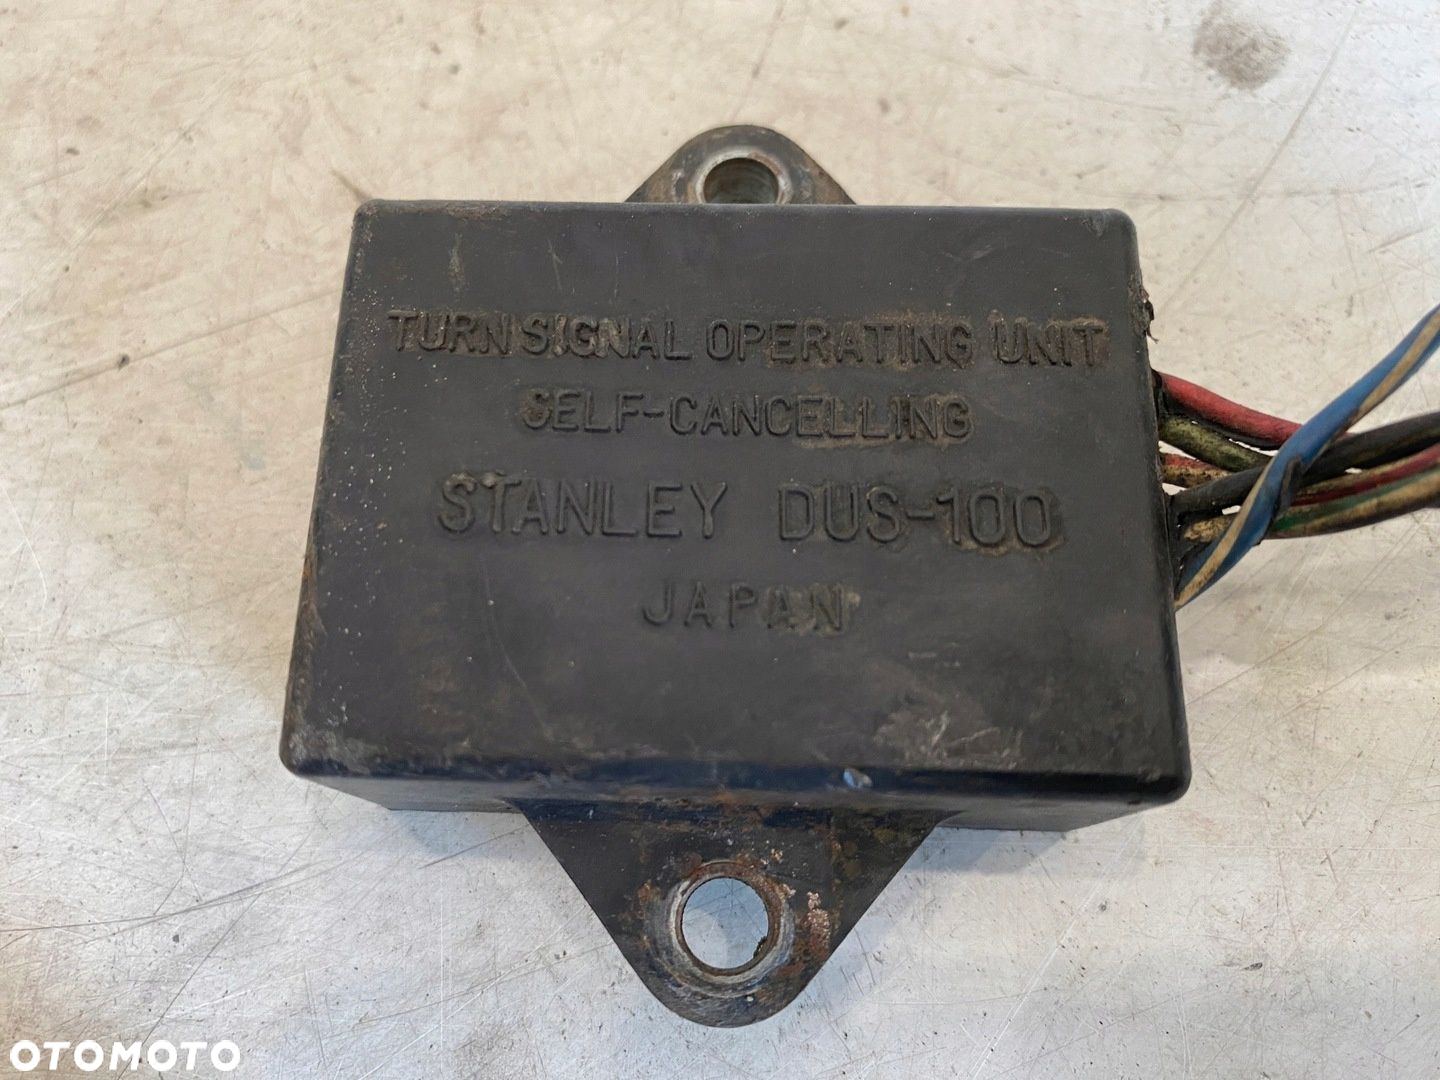 TURN SIGNAL OPERATING UNIT
SELF-CANCELLING
STANLEY DUS-100
JAPAN
OTOMOTO